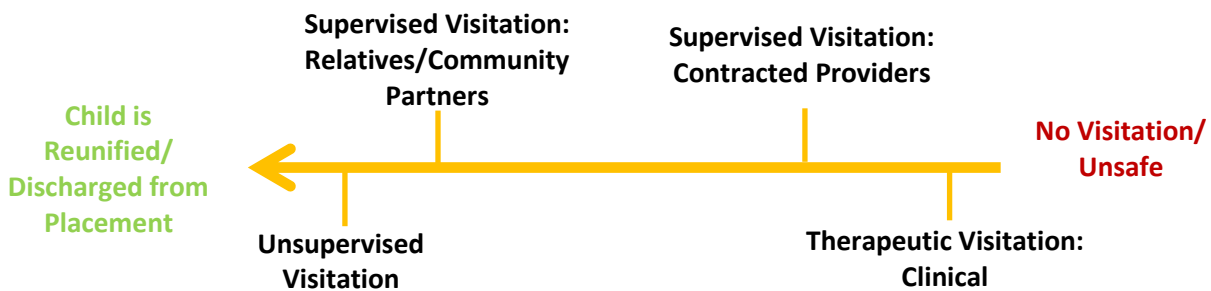 Supervised Visitation:
Relatives/Community
Partners
Supervised Visitation:
Contracted Providers
Child is
Reunified/
Discharged from
Placement
No Visitation/
Unsafe
Unsupervised
Visitation
Therapeutic Visitation:
Clinical